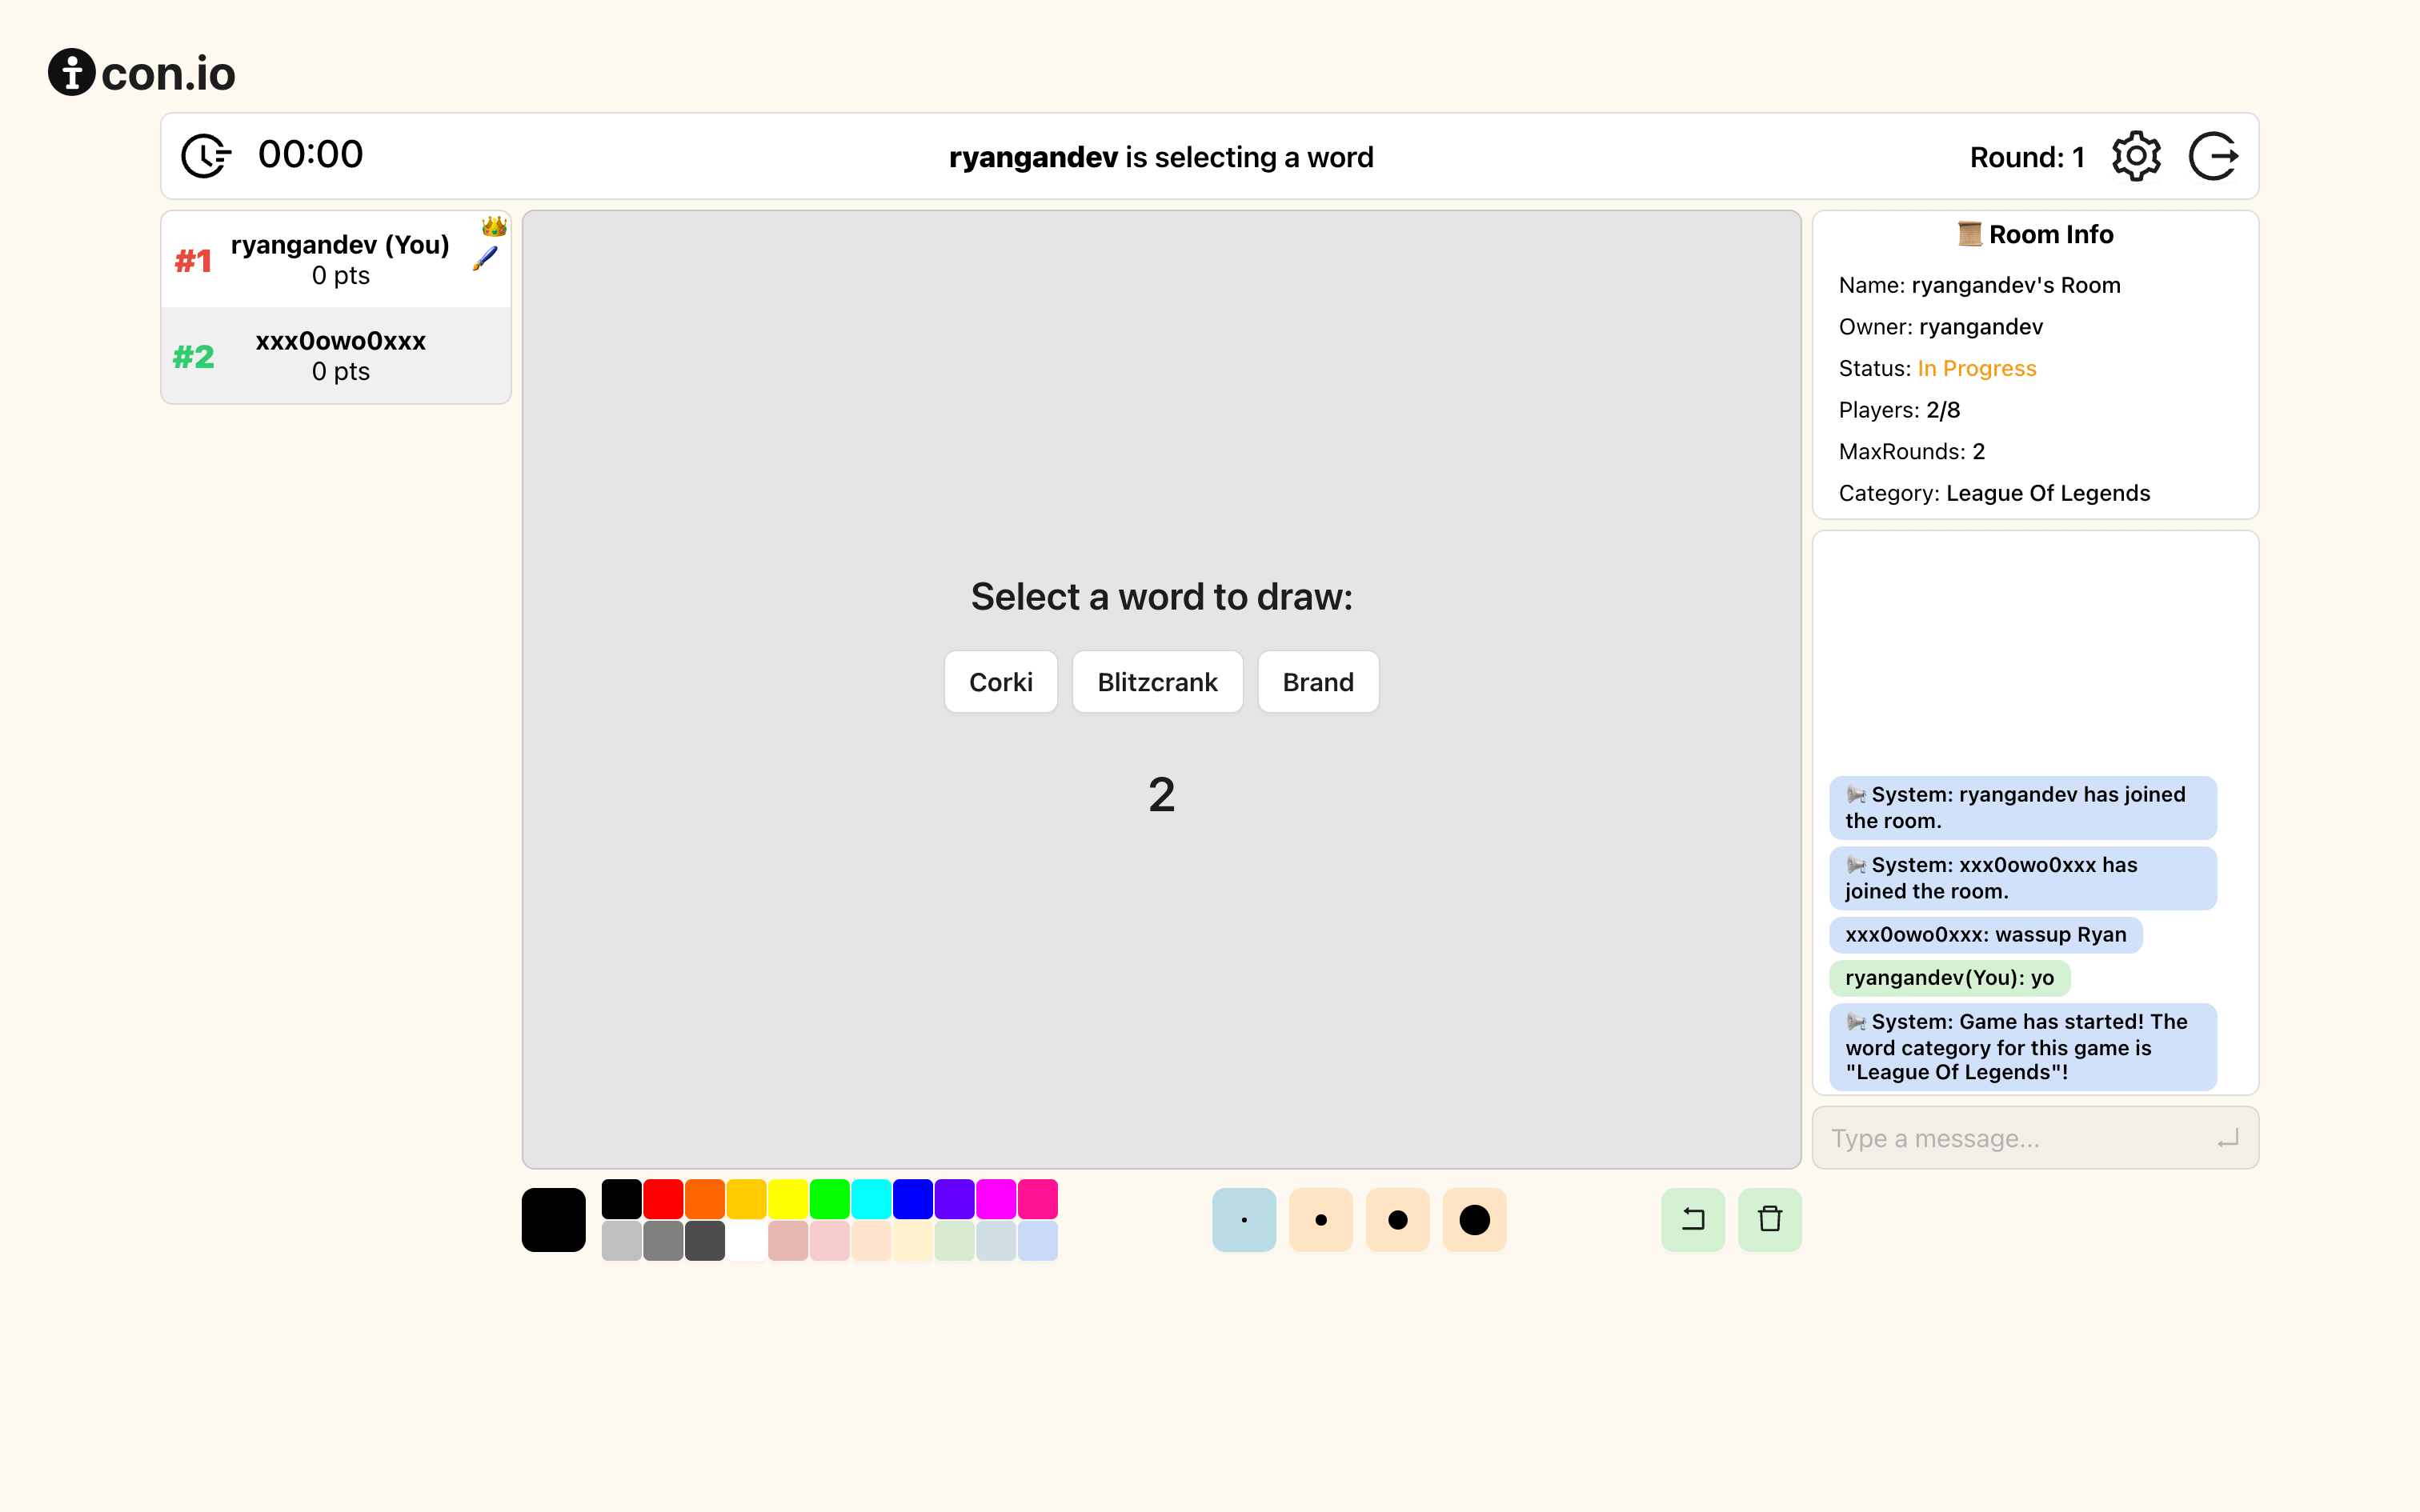 icon.io
00:00
ryangandev is selecting a word
Round: 1
#1
ryangandev (You)
0 pts
#2
xxx0owo0xxx
0 pts
Select a word to draw:
Corki
Blitzcrank
Brand
2
Room Info
Name: ryangandev's Room
Owner: ryangandev
Status: In Progress
Players: 2/8
MaxRounds: 2
Category: League Of Legends
System: ryangandev has joined
the room.
System: xxx0owo0xxx has
joined the room.
xxx0owo0xxx: wassup Ryan
ryangandev(You): yo
System: Game has started! The
word category for this game is
"League Of Legends"!
Type a message...